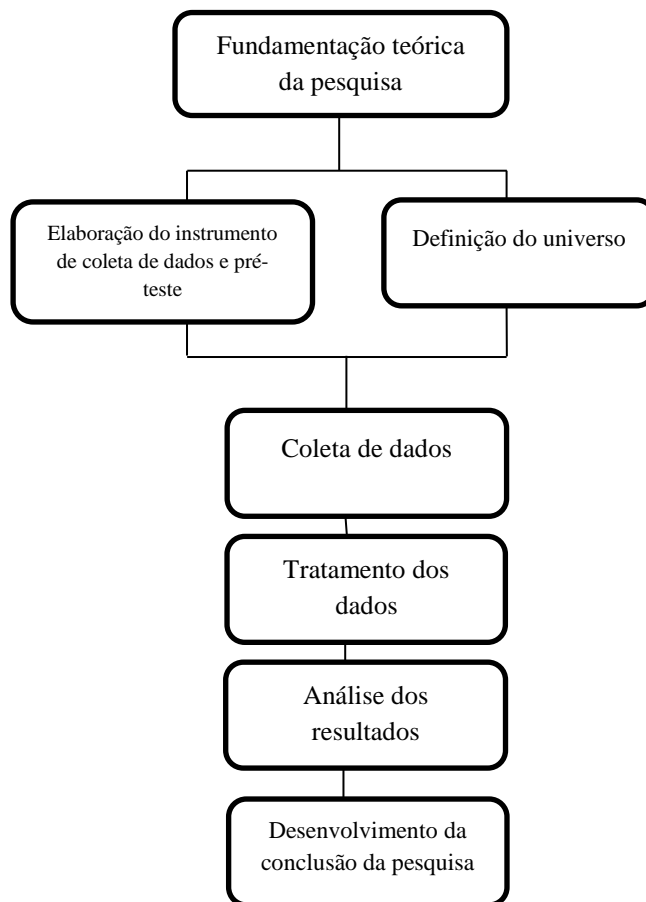 Fundamentação teórica
da pesquisa
Elaboração do instrumento
de coleta de dados e pré-
teste
Definição do universo
Coleta de dados
Tratamento dos
dados
Análise dos
resultados
Desenvolvimento da
conclusão da pesquisa